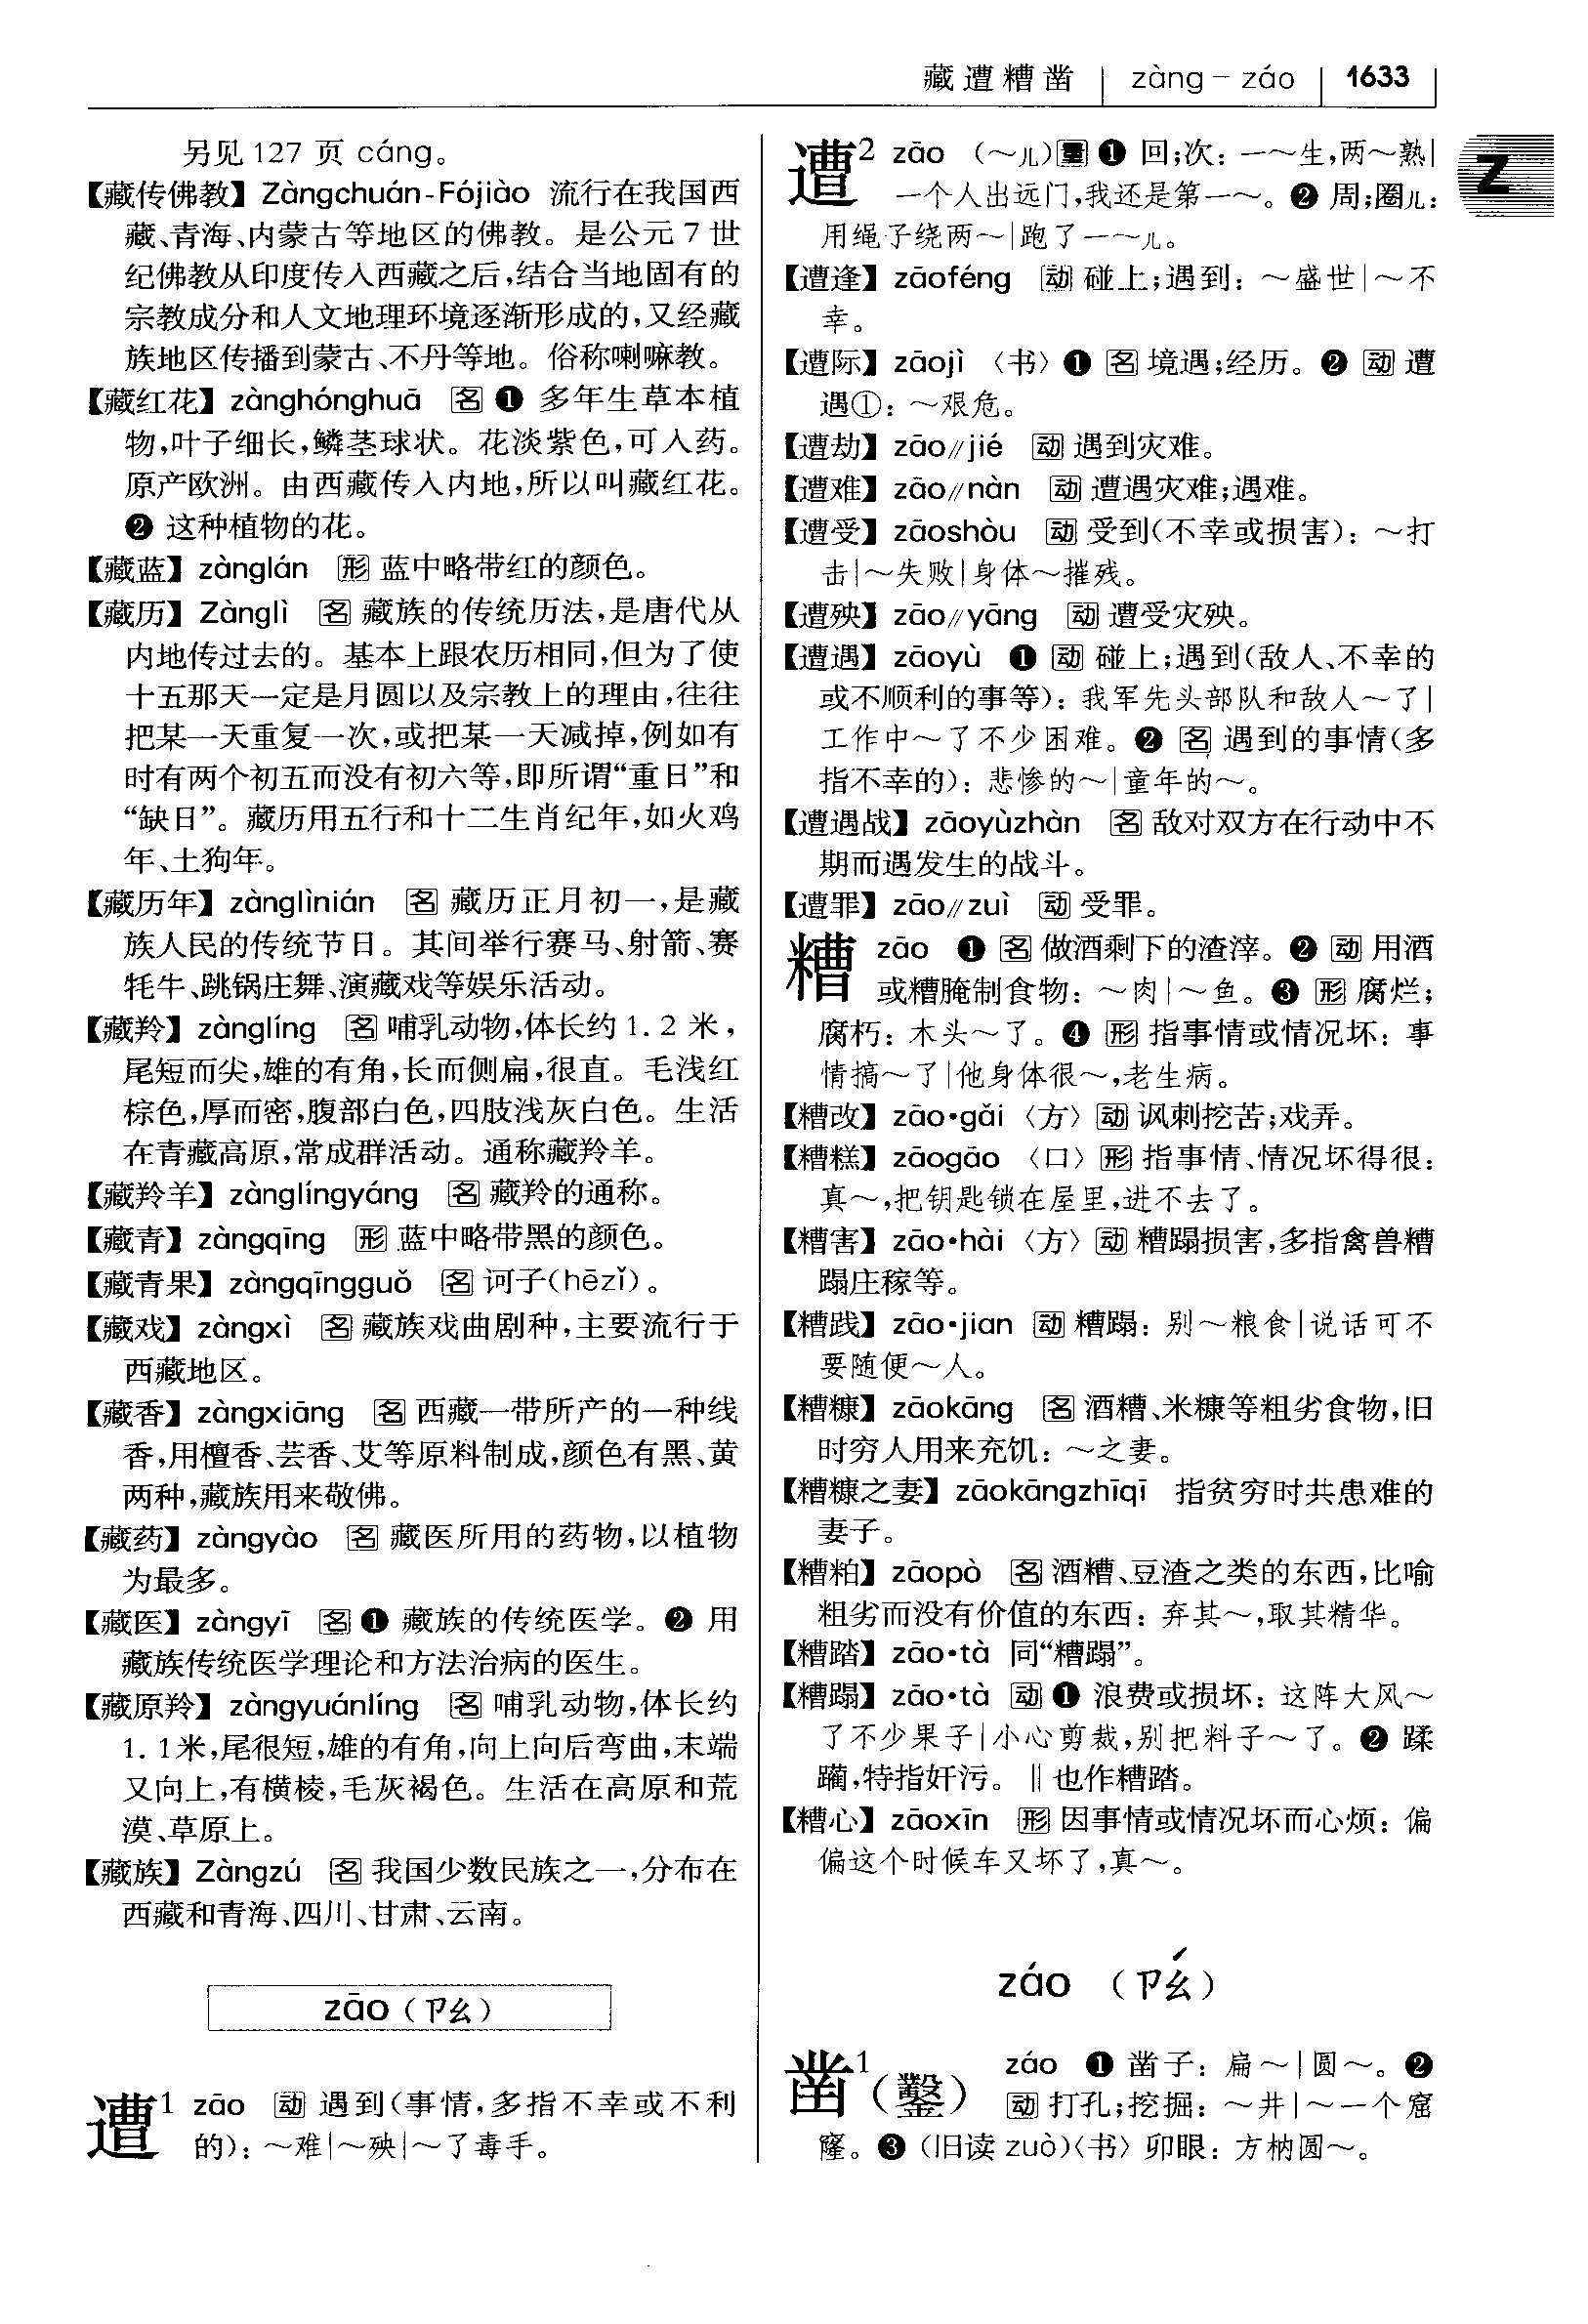 藏遭糟凿 | zàng－záo | 1633
Z
另见 127 页 cáng。
【藏传佛教】Zàngchuán-Fójiào 流行在我国西
藏、青海、内蒙古等地区的佛教。是公元 7 世
纪佛教从印度传入西藏之后,结合当地固有的
宗教成分和人文地理环境逐渐形成的,又经藏
族地区传播到蒙古、不丹等地。俗称喇嘛教。
【藏红花】zànghónghuā 名 ❶ 多年生草本植
物,叶子细长,鳞茎球状。花淡紫色,可入药。
原产欧洲。由西藏传入内地,所以叫藏红花。
❷ 这种植物的花。
【藏蓝】zànglán 形 蓝中略带红的颜色。
【藏历】Zànglì 名 藏族的传统历法,是唐代从
内地传过去的。基本上跟农历相同,但为了使
十五那天一定是月圆以及宗教上的理由,往往
把某一天重复一次,或把某一天减掉,例如有
时有两个初五而没有初六等,即所谓“重日”和
“缺日”。藏历用五行和十二生肖纪年,如火鸡
年、土狗年。
【藏历年】zànglìnián 名 藏历正月初一,是藏
族人民的传统节日。其间举行赛马、射箭、赛
牦牛、跳锅庄舞、演藏戏等娱乐活动。
【藏羚】zànglíng 名 哺乳动物,体长约 1. 2 米,
尾短而尖,雄的有角,长而侧扁,很直。毛浅红
棕色,厚而密,腹部白色,四肢浅灰白色。生活
在青藏高原,常成群活动。通称藏羚羊。
【藏羚羊】zànglíngyáng 名 藏羚的通称。
【藏青】zàngqīng 形 蓝中略带黑的颜色。
【藏青果】zàngqīngguǒ 名 诃子(hēzǐ)。
【藏戏】zàngxì 名 藏族戏曲剧种,主要流行于
西藏地区。
【藏香】zàngxiāng 名 西藏一带所产的一种线
香,用檀香、芸香、艾等原料制成,颜色有黑、黄
两种,藏族用来敬佛。
【藏药】zàngyào 名 藏医所用的药物,以植物
为最多。
【藏医】zàngyī 名 ❶ 藏族的传统医学。❷ 用
藏族传统医学理论和方法治病的医生。
【藏原羚】zàngyuánlíng 名 哺乳动物,体长约
1. 1米,尾很短,雄的有角,向上向后弯曲,末端
又向上,有横棱,毛灰褐色。生活在高原和荒
漠、草原上。
【藏族】Zàngzú 名 我国少数民族之一,分布在
西藏和青海、四川、甘肃、云南。
zāo (ㄗㄠ)
遭1 zāo 动 遇到(事情,多指不幸或不利
的): ～难|～殃|～了毒手。
遭2 zāo (～儿)量 ❶ 回;次: 一～生,两～熟|
一个人出远门,我还是第一～。❷ 周;圈儿:
用绳子绕两～|跑了一～儿。
【遭逢】zāoféng 动 碰上;遇到: ～盛世|～不
幸。
【遭际】zāojì 〈书〉❶ 名 境遇;经历。❷ 动 遭
遇①: ～艰危。
【遭劫】zāo//jié 动 遇到灾难。
【遭难】zāo//nàn 动 遭遇灾难;遇难。
【遭受】zāoshòu 动 受到(不幸或损害): ～打
击|～失败|身体～摧残。
【遭殃】zāo//yāng 动 遭受灾殃。
【遭遇】zāoyù ❶ 动 碰上;遇到(敌人、不幸的
或不顺利的事等): 我军先头部队和敌人～了|
工作中～了不少困难。❷ 名 遇到的事情(多
指不幸的): 悲惨的～|童年的～。
【遭遇战】zāoyùzhàn 名 敌对双方在行动中不
期而遇发生的战斗。
【遭罪】zāo//zuì 动 受罪。
糟 zāo ❶ 名 做酒剩下的渣滓。❷ 动 用酒
或糟腌制食物: ～肉|～鱼。❸ 形 腐烂;
腐朽: 木头～了。❹ 形 指事情或情况坏: 事
情搞～了|他身体很～,老生病。
【糟改】zāo•gǎi 〈方〉 动 讽刺挖苦;戏弄。
【糟糕】zāogāo 〈口〉 形 指事情、情况坏得很:
真～,把钥匙锁在屋里,进不去了。
【糟害】zāo•hài 〈方〉 动 糟蹋损害,多指禽兽糟
蹋庄稼等。
【糟践】zāo•jian 动 糟蹋: 别～粮食|说话可不
要随便～人。
【糟糠】zāokāng 名 酒糟、米糠等粗劣食物,旧
时穷人用来充饥: ～之妻。
【糟糠之妻】zāokāngzhīqī 指贫穷时共患难的
妻子。
【糟粕】zāopò 名 酒糟、豆渣之类的东西,比喻
粗劣而没有价值的东西: 弃其～,取其精华。
【糟踏】zāo•tà 同“糟蹋”。
【糟蹋】zāo•tà 动 ❶ 浪费或损坏: 这阵大风～
了不少果子|小心剪裁,别把料子～了。❷ 蹂
躏,特指奸污。‖也作糟踏。
【糟心】zāoxīn 形 因事情或情况坏而心烦: 偏
偏这个时候车又坏了,真～。
záo (ㄗㄠˊ)
凿1(鑿) záo ❶ 凿子: 扁～|圆～。❷
动 打孔;挖掘: ～井|～一个窟
窿。❸ (旧读 zuò)〈书〉 卯眼: 方枘圆～。